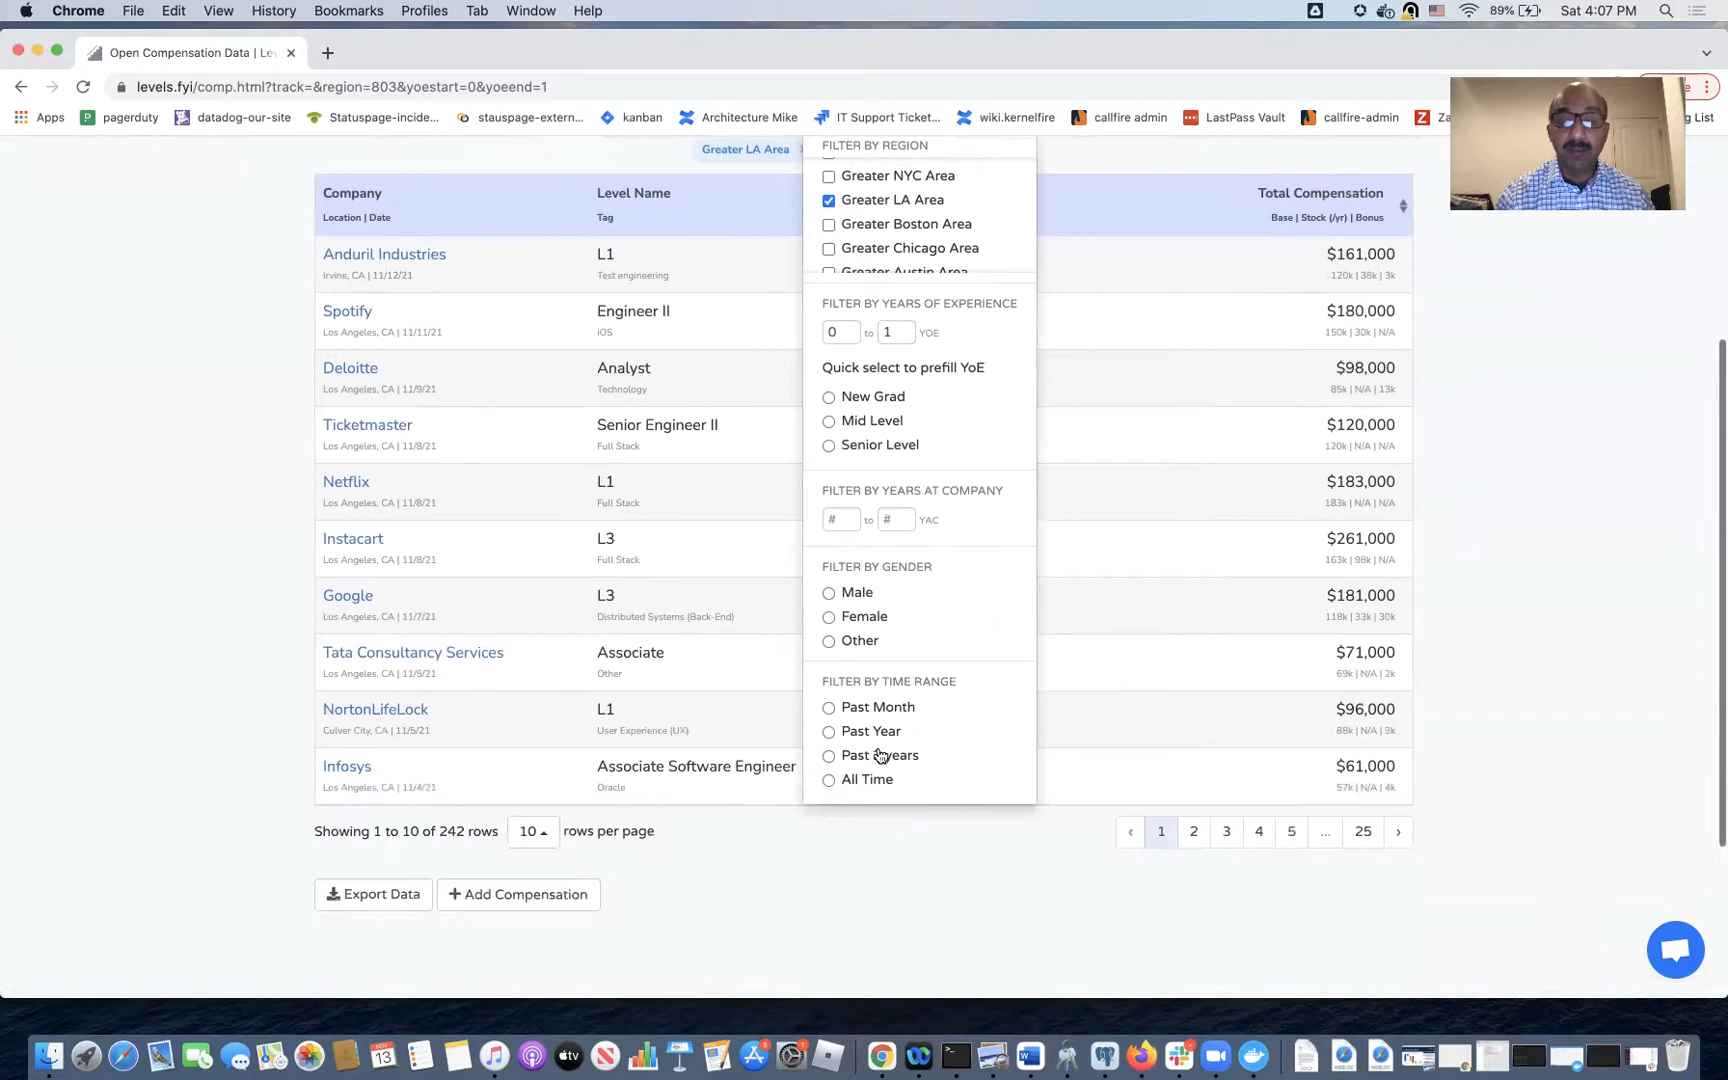 Chrome File Edit View History Bookmarks Profiles Tab Window Help 89% Sat 4:07 PM
Open Compensation Data | Lev
levels.fyi/comp.html?track=&region=803&yoestart=0&yoeend=1
Apps pagerduty datadog-our-site Statuspage-incide... stauspage-extern... kanban Architecture Mike IT Support Ticket... wiki.kernelfire callfire admin LastPass Vault callfire-admin
Greater LA Area
FILTER BY REGION
Greater NYC Area
Greater LA Area
Greater Boston Area
Greater Chicago Area
Greater Austin Area
Company Level Name Total Compensation
Location | Date Tag Base | Stock (/yr) | Bonus
Anduril Industries L1 $161,000
Irvine, CA | 11/12/21 Test engineering 120k | 38k | 3k
Spotify Engineer II $180,000
Los Angeles, CA | 11/11/21 iOS 150k | 30k | N/A
Deloitte Analyst $98,000
Los Angeles, CA | 11/9/21 Technology 85k | N/A | 13k
Ticketmaster Senior Engineer II $120,000
Los Angeles, CA | 11/8/21 Full Stack 120k | N/A | N/A
Netflix L1 $183,000
Los Angeles, CA | 11/8/21 Full Stack 183k | N/A | N/A
Instacart L3 $261,000
Los Angeles, CA | 11/8/21 Full Stack 163k | 98k | N/A
Google L3 $181,000
Los Angeles, CA | 11/7/21 Distributed Systems (Back-End) 118k | 33k | 30k
Tata Consultancy Services Associate $71,000
Los Angeles, CA | 11/5/21 Other 69k | N/A | 2k
NortonLifeLock L1 $96,000
Culver City, CA | 11/5/21 User Experience (UX) 88k | N/A | 9k
Infosys Associate Software Engineer $61,000
Los Angeles, CA | 11/4/21 Oracle 57k | N/A | 4k
FILTER BY YEARS OF EXPERIENCE
0 to 1 YOE
Quick select to prefill YoE
New Grad
Mid Level
Senior Level
FILTER BY YEARS AT COMPANY
# to # YAC
FILTER BY GENDER
Male
Female
Other
FILTER BY TIME RANGE
Past Month
Past Year
Past years
All Time
Showing 1 to 10 of 242 rows 10 rows per page ‹ 1 2 3 4 5 ... 25 ›
Export Data + Add Compensation